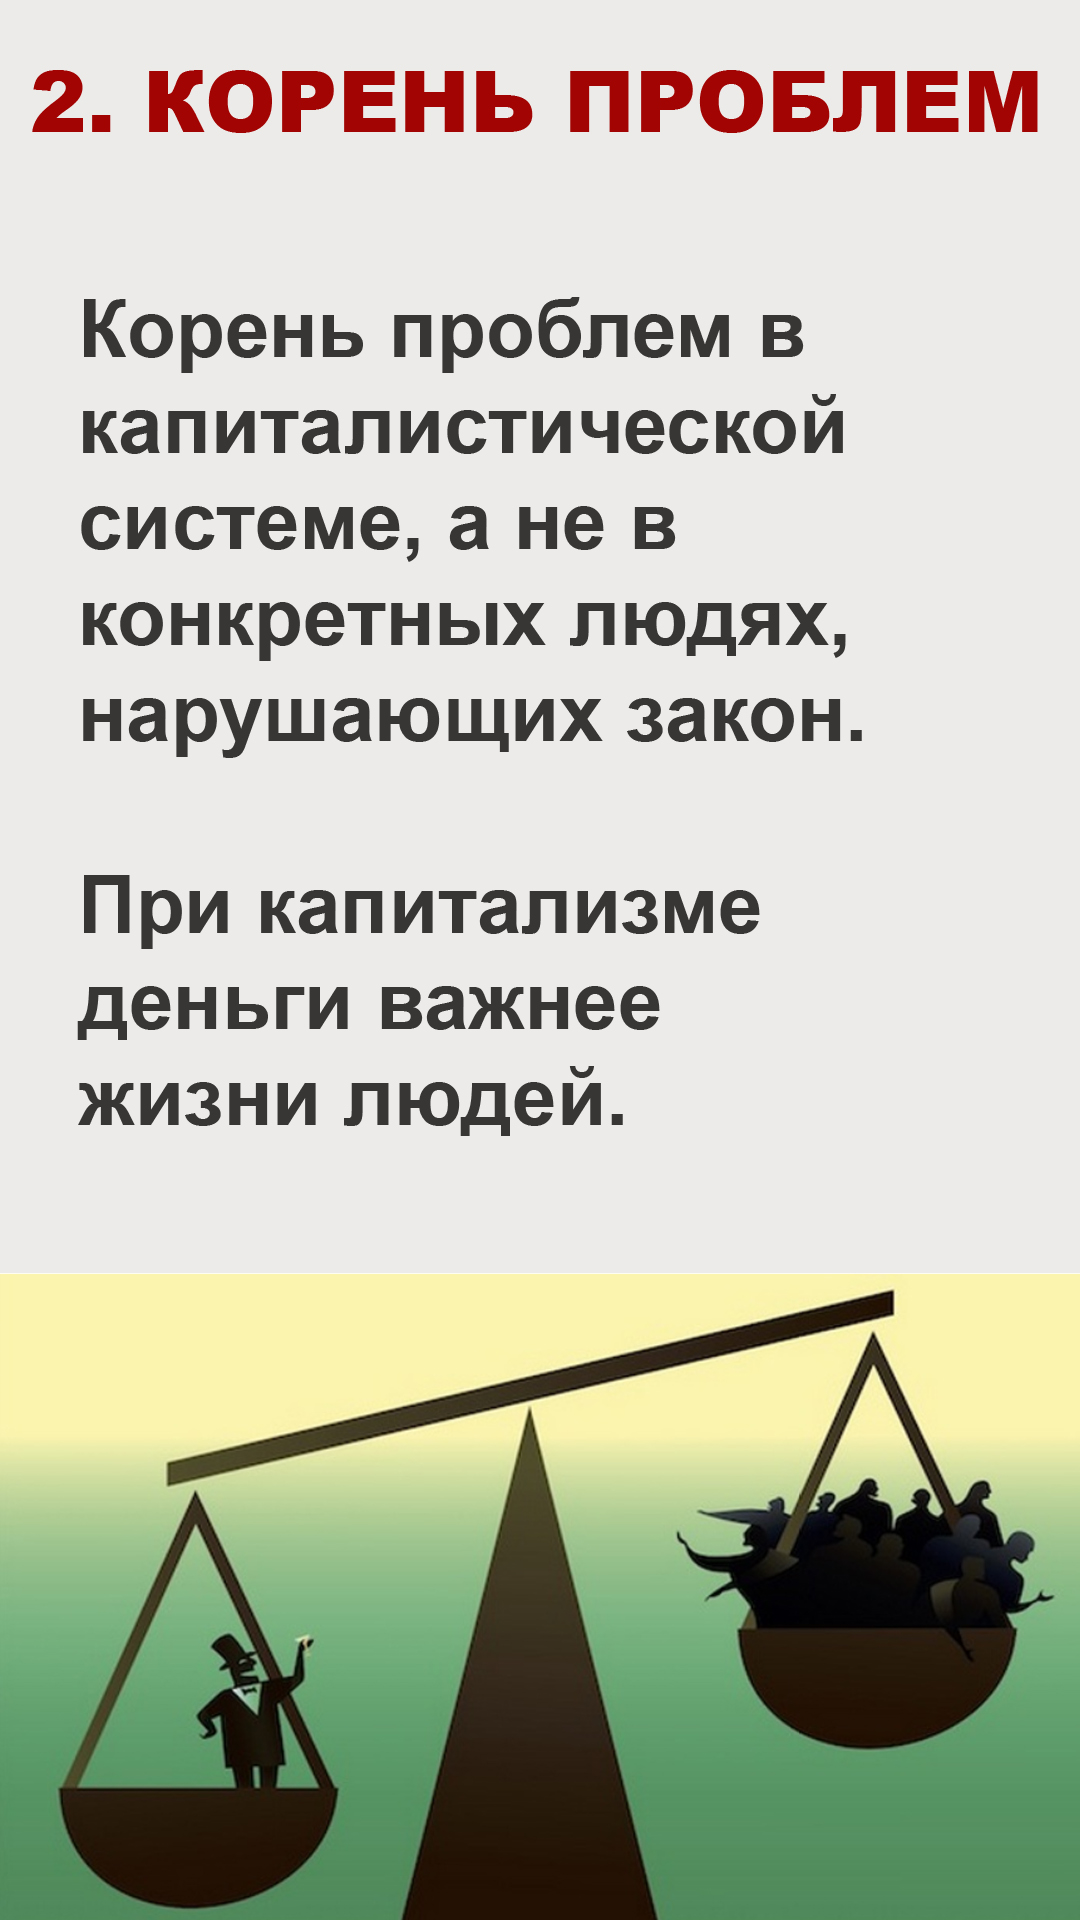 2. КОРЕНЬ ПРОБЛЕМ
Корень проблем в
капиталистической
системе, а не в
конкретных людях,
нарушающих закон.
При капитализме
деньги важнее
жизни людей.